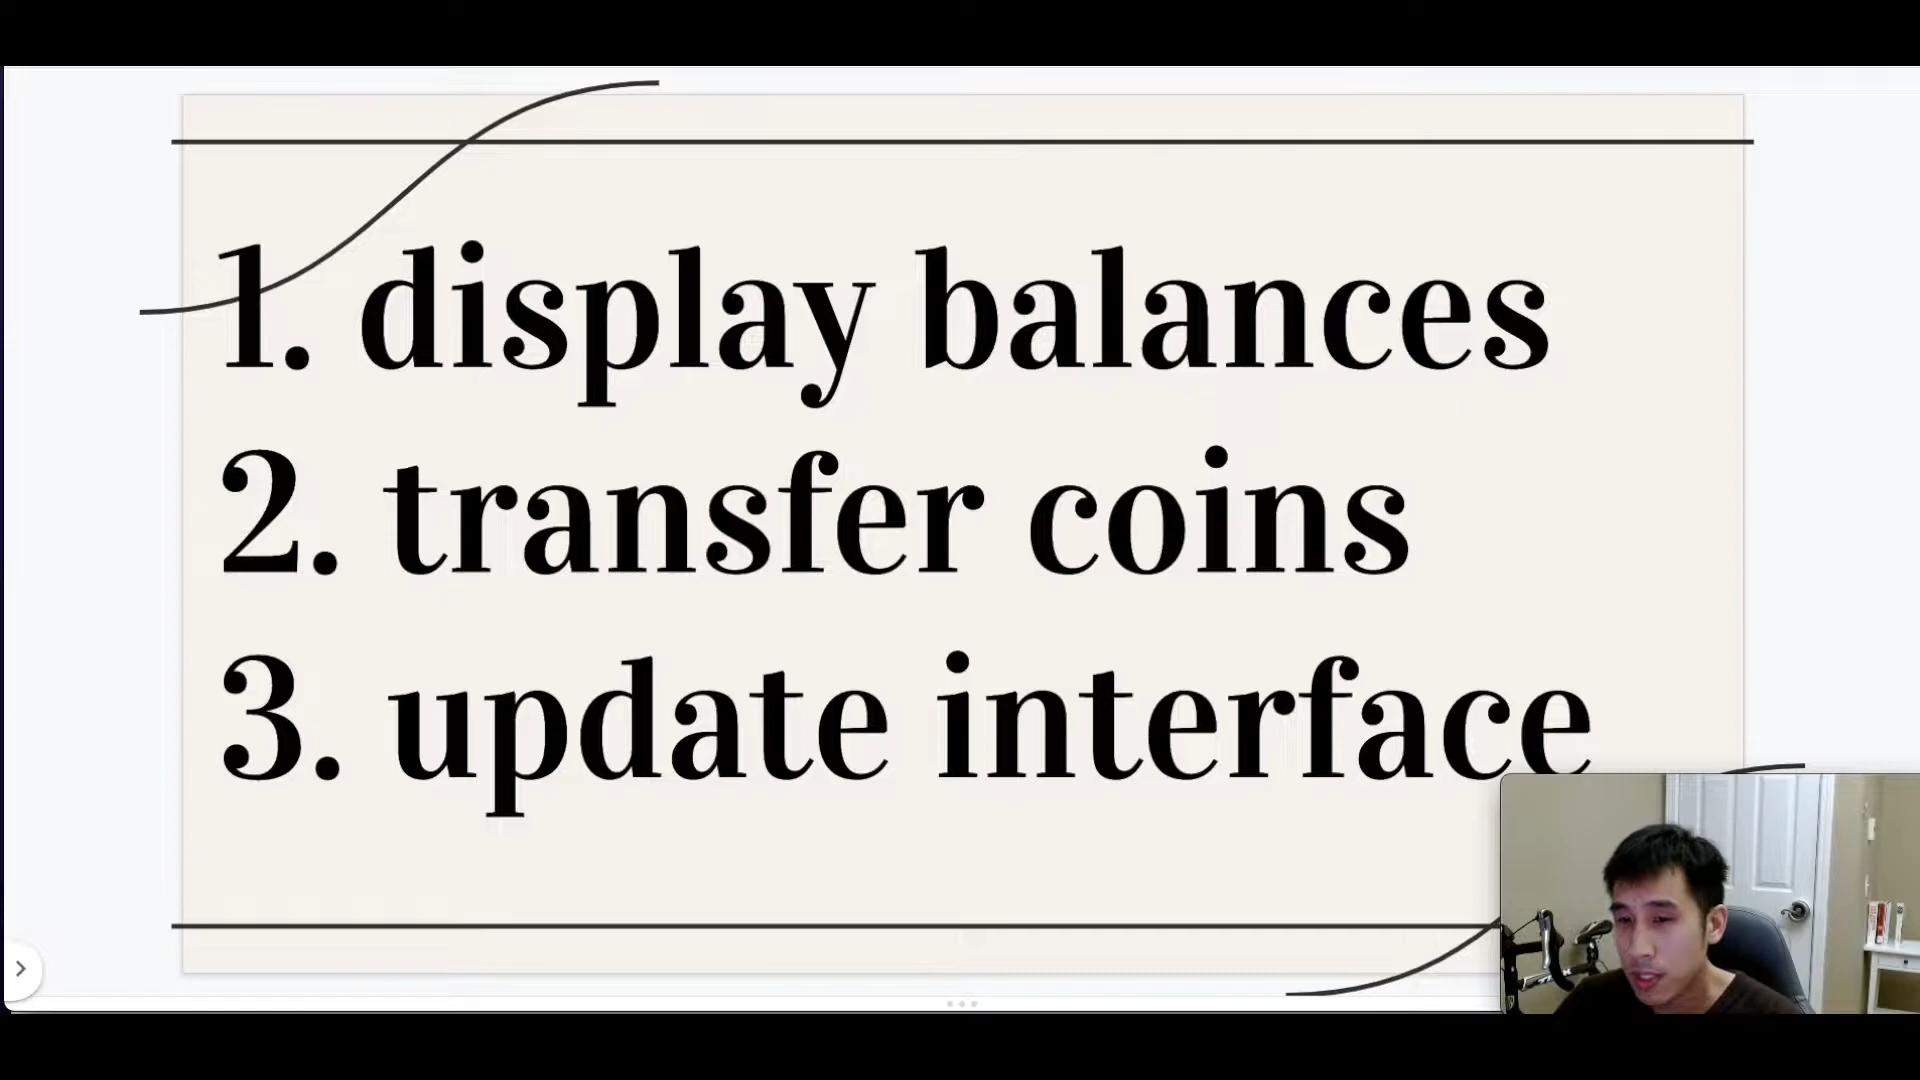 1. display balances
2. transfer coins
3. update interface